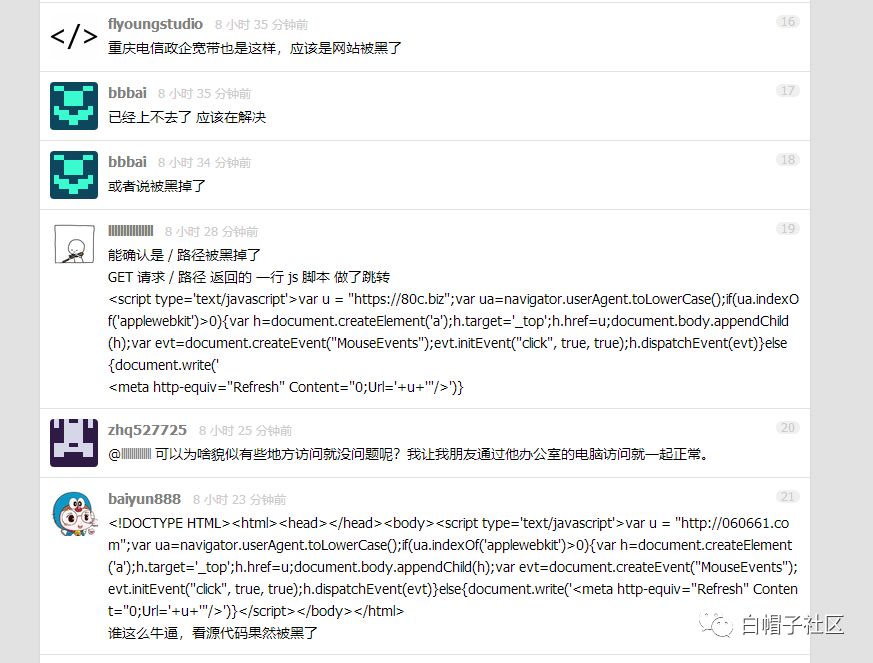 </>
flyoungstudio 8 小时 35 分钟前 16
重庆电信政企宽带也是这样，应该是网站被黑了
bbbai 8 小时 35 分钟前 17
已经上不去了 应该在解决
bbbai 8 小时 34 分钟前 18
或者说被黑掉了
8 小时 28 分钟前 19
能确认是 / 路径被黑掉了
GET 请求 / 路径 返回的 一行 js 脚本 做了跳转
<script type='text/javascript'>var u = "https://80c.biz";var ua=navigator.userAgent.toLowerCase();if(ua.indexO
f('applewebkit')>0){var h=document.createElement('a');h.target='_top';h.href=u;document.body.appendChild
(h);var evt=document.createEvent("MouseEvents");evt.initEvent("click", true, true);h.dispatchEvent(evt)}else
{document.write('
<meta http-equiv="Refresh" Content="0;Url='+u+'"/>')}
zhq527725 8 小时 25 分钟前 20
@ 可以为啥貌似有些地方访问就没问题呢？我让我朋友通过他办公室的电脑访问就一起正常。
baiyun888 8 小时 23 分钟前 21
<!DOCTYPE HTML><html><head></head><body><script type='text/javascript'>var u = "http://060661.co
m";var ua=navigator.userAgent.toLowerCase();if(ua.indexOf('applewebkit')>0){var h=document.createElement
('a');h.target='_top';h.href=u;document.body.appendChild(h);var evt=document.createEvent("MouseEvents");
evt.initEvent("click", true, true);h.dispatchEvent(evt)}else{document.write('<meta http-equiv="Refresh" Conten
t="0;Url='+u+'"/>')}</script></body></html>
谁这么牛逼，看源代码果然被黑了
白帽子社区